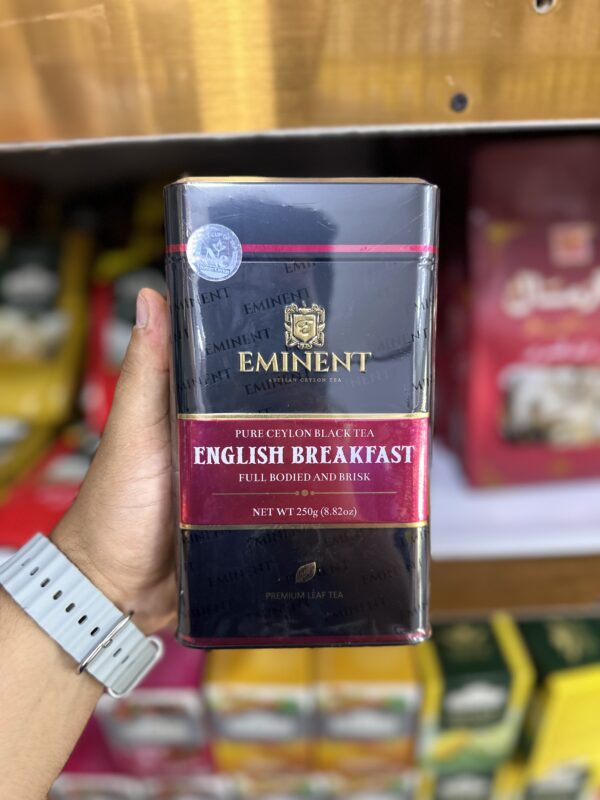 EMINENT
EMINENT
ARTISAN CEYLON TEA
PURE CEYLON BLACK TEA
ENGLISH BREAKFAST
FULL BODIED AND BRISK
NET WT 250g (8.82oz)
PREMIUM LEAF TEA